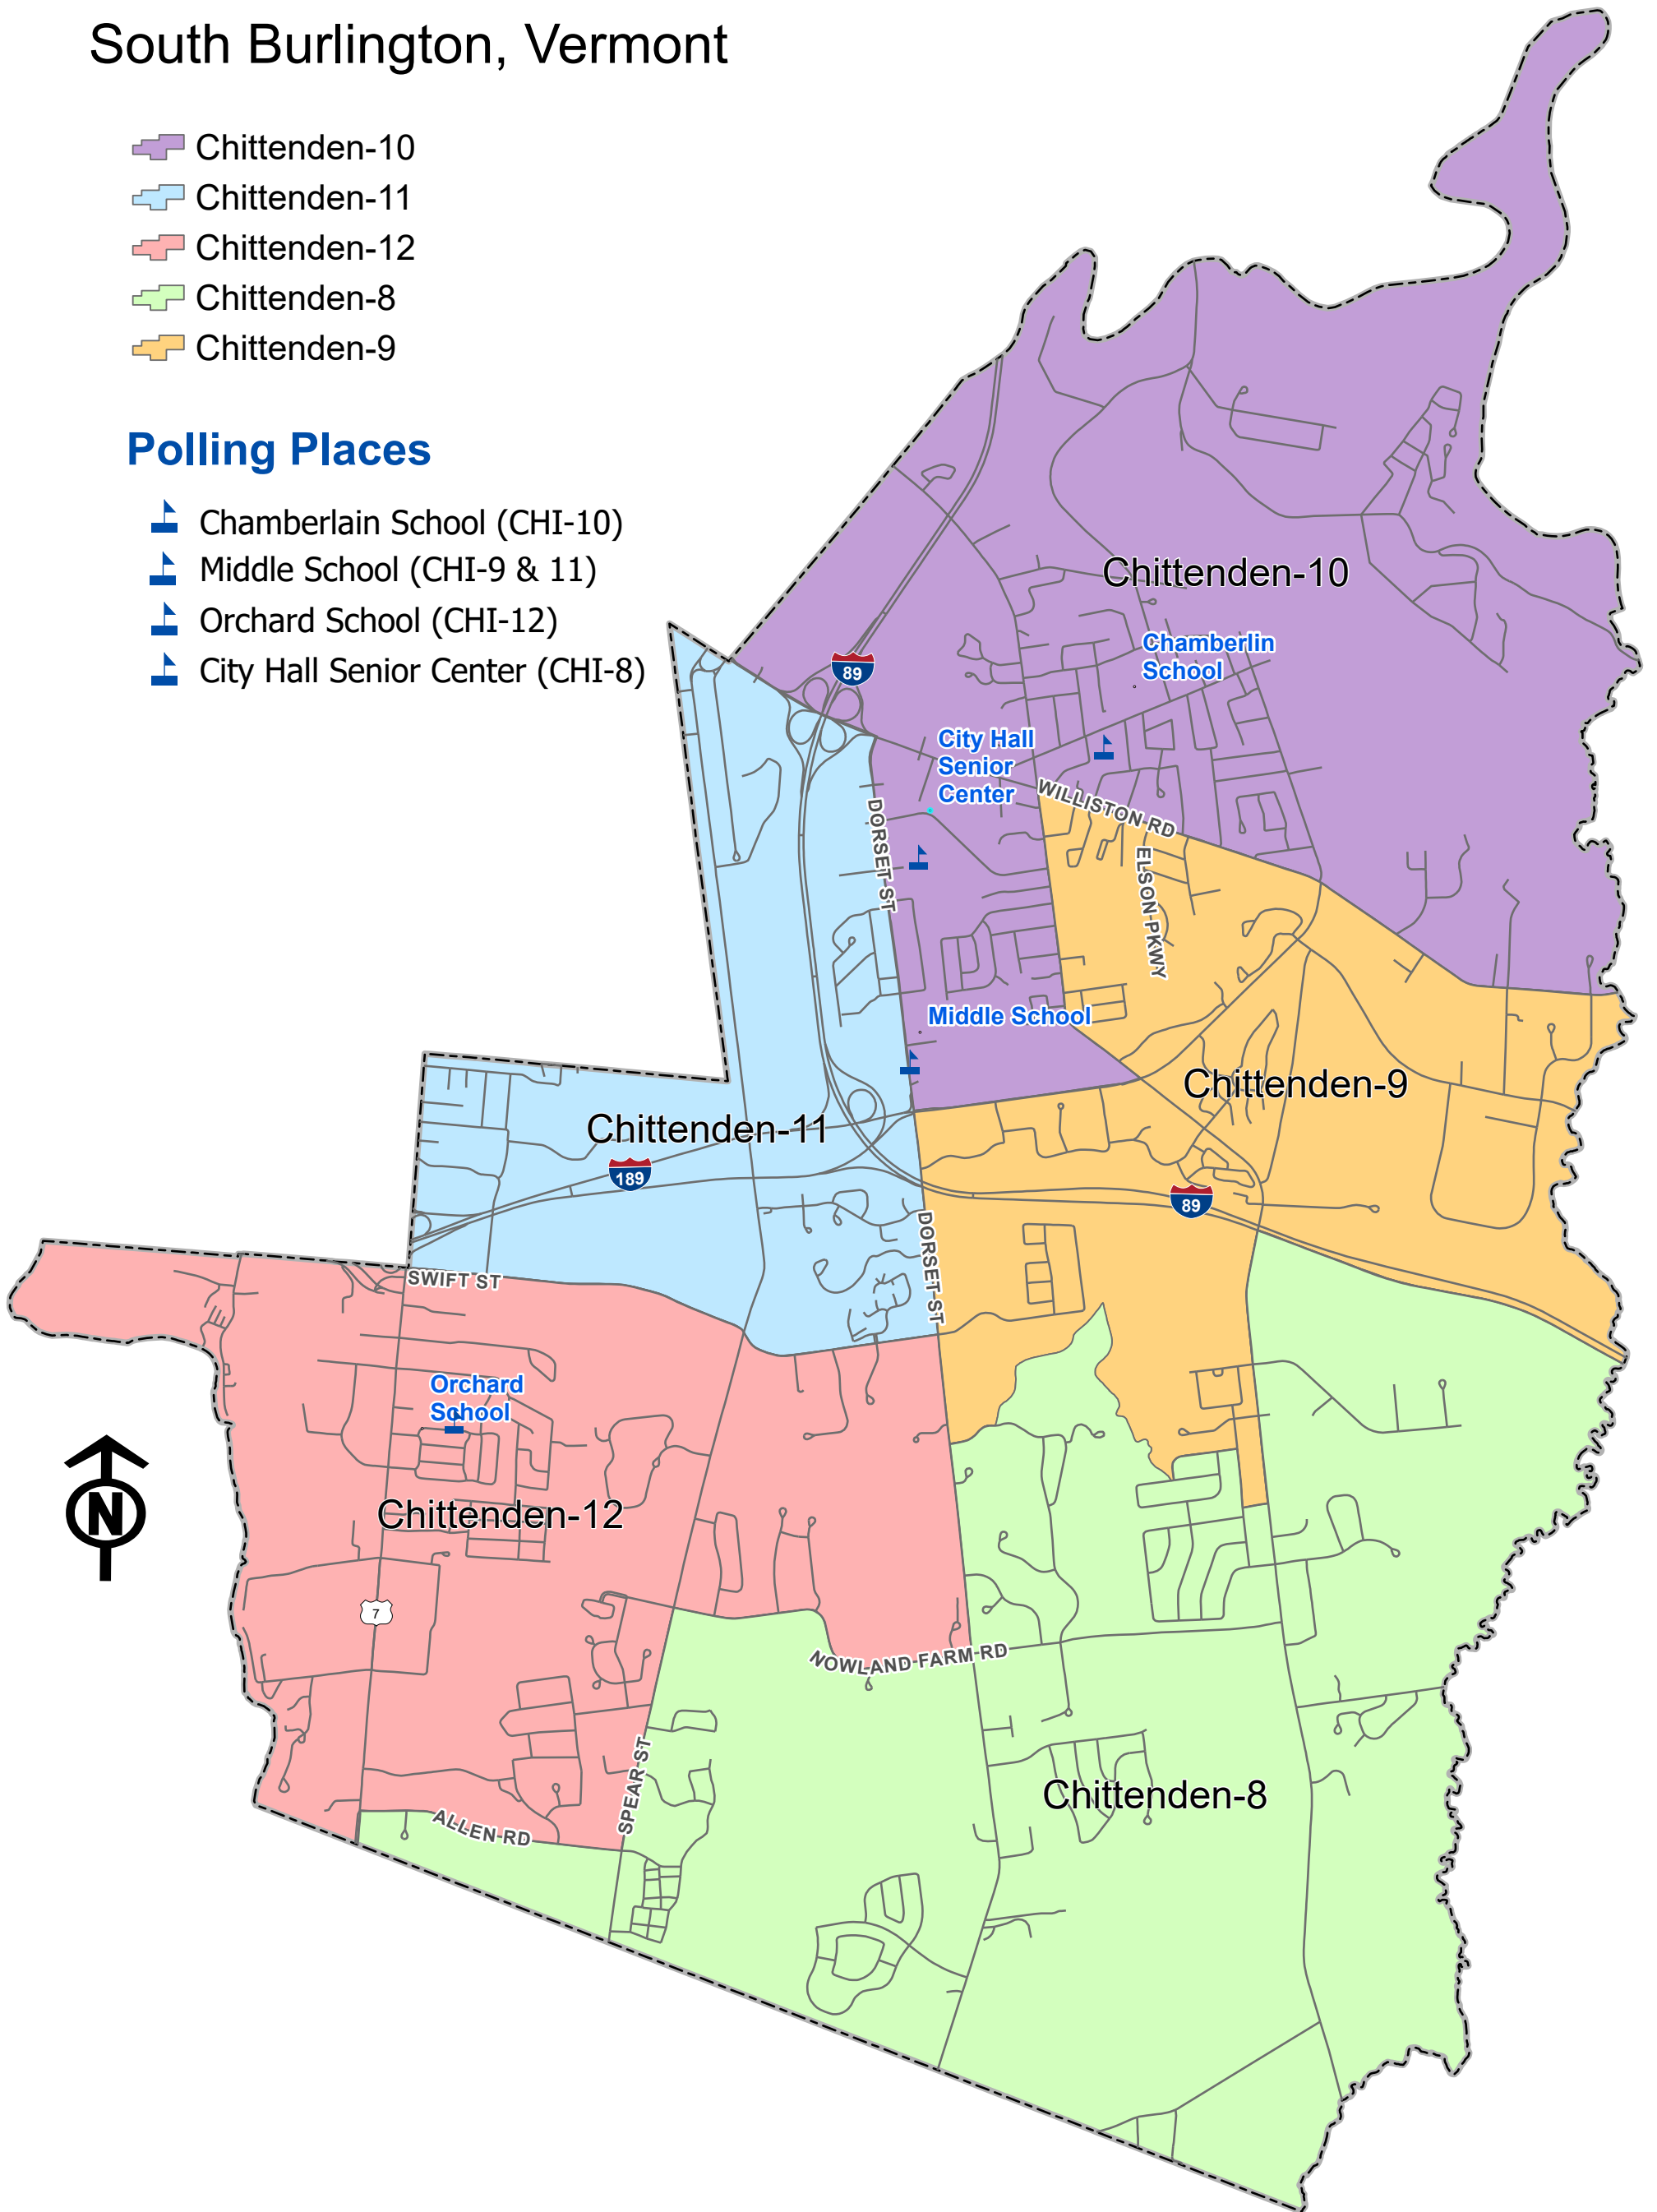 South Burlington, Vermont
Chittenden-10
Chittenden-11
Chittenden-12
Chittenden-8
Chittenden-9
Polling Places
Chamberlain School (CHI-10)
Middle School (CHI-9 & 11)
Orchard School (CHI-12)
City Hall Senior Center (CHI-8)
Chittenden-10
Chamberlin
School
89
City Hall
Senior
Center
WILLISTON RD
DORSET ST
ELSON PKWY
Middle School
Chittenden-9
Chittenden-11
189
89
DORSET ST
SWIFT ST
Orchard
School
N
Chittenden-12
7
NOWLAND FARM RD
SPEAR ST
Chittenden-8
ALLEN RD